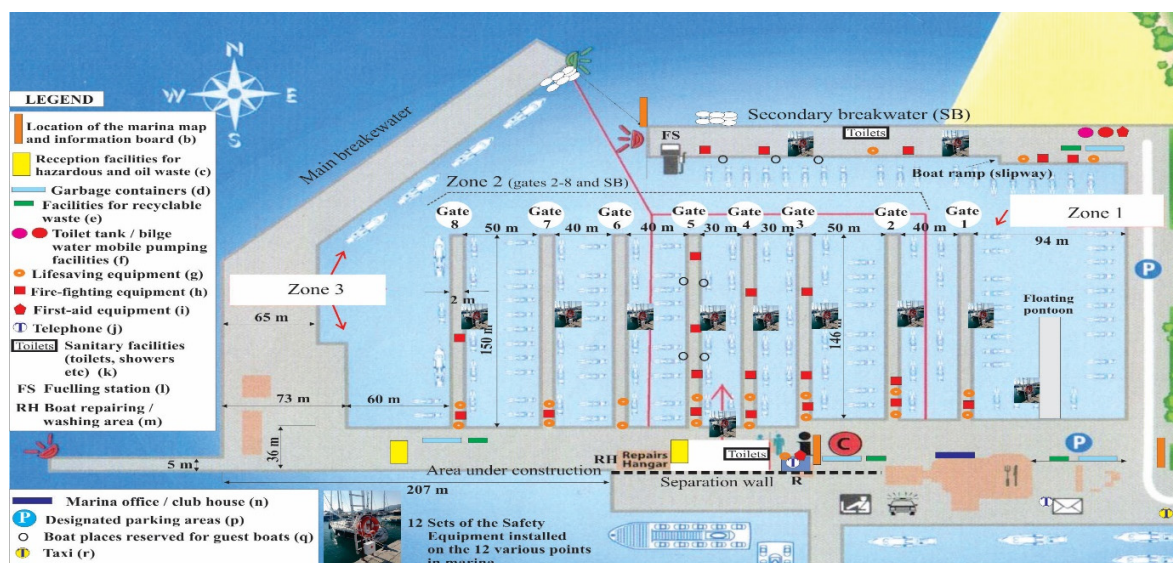 N
W
E
S
LEGEND
Location of the marina map
and information board (b)
Reception facilities for
hazardous and oil waste (c)
Garbage containers (d)
Facilities for recyclable
waste (e)
Toilet tank / bilge
water mobile pumping
facilities (f)
Lifesaving equipment (g)
Fire-fighting equipment (h)
First-aid equipment (i)
T Telephone (j)
Toilets Sanitary facilities
(toilets, showers
etc) (k)
FS Fuelling station (l)
RH Boat repairing /
washing area (m)
Marina office / club house (n)
P Designated parking areas (p)
Boat places reserved for guest boats (q)
T Taxi (r)
Main breakewater
Secondary breakwater (SB)
FS
Toilets
Boat ramp (slipway)
Zone 2 (gates 2-8 and SB)
Zone 1
Zone 3
Gate
8
Gate
7
Gate
6
Gate
5
Gate
4
Gate
3
Gate
2
Gate
1
50 m
40 m
40 m
30 m
30 m
50 m
40 m
94 m
P
2 m
150 m
146 m
Floating
pontoon
65 m
73 m
60 m
36 m
5 m
RH
Repairs
Hangar
Toilets
i
C
T
R
P
Area under construction
Separation wall
207 m
T
T
12 Sets of the Safety
Equipment installed
on the 12 various points
in marina